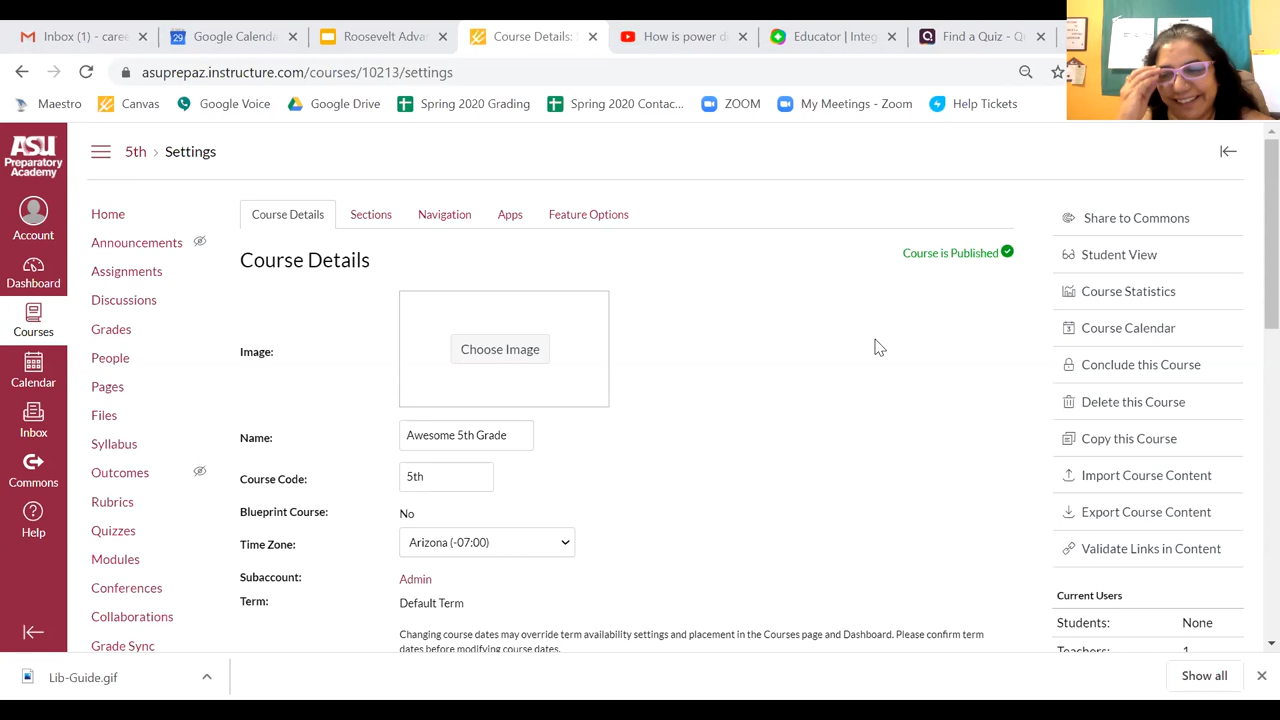 Inbox (1) - caree
Google Calenda
Roescevelt Advan
Course Details:
How is power d
Educator | Integ
Find a Quiz - Q
asuprepaz.instructure.com/courses/10213/settings
Maestro
Canvas
Google Voice
Google Drive
Spring 2020 Grading
Spring 2020 Contac...
ZOOM
My Meetings - Zoom
Help Tickets
ASU
Preparatory
Academy
Account
Dashboard
Courses
Calendar
Inbox
Commons
Help
5th › Settings
Home
Announcements
Assignments
Discussions
Grades
People
Pages
Files
Syllabus
Outcomes
Rubrics
Quizzes
Modules
Conferences
Collaborations
Grade Sync
Course Details
Sections
Navigation
Apps
Feature Options
Course Details
Course is Published
Image:
Choose Image
Name:
Awesome 5th Grade
Course Code:
5th
Blueprint Course:
No
Time Zone:
Arizona (-07:00)
Subaccount:
Admin
Term:
Default Term
Changing course dates may override term availability settings and placement in the Courses page and Dashboard. Please confirm term
dates before modifying course dates.
Share to Commons
Student View
Course Statistics
Course Calendar
Conclude this Course
Delete this Course
Copy this Course
Import Course Content
Export Course Content
Validate Links in Content
Current Users
Students:
None
Teachers:
1
Lib-Guide.gif
Show all